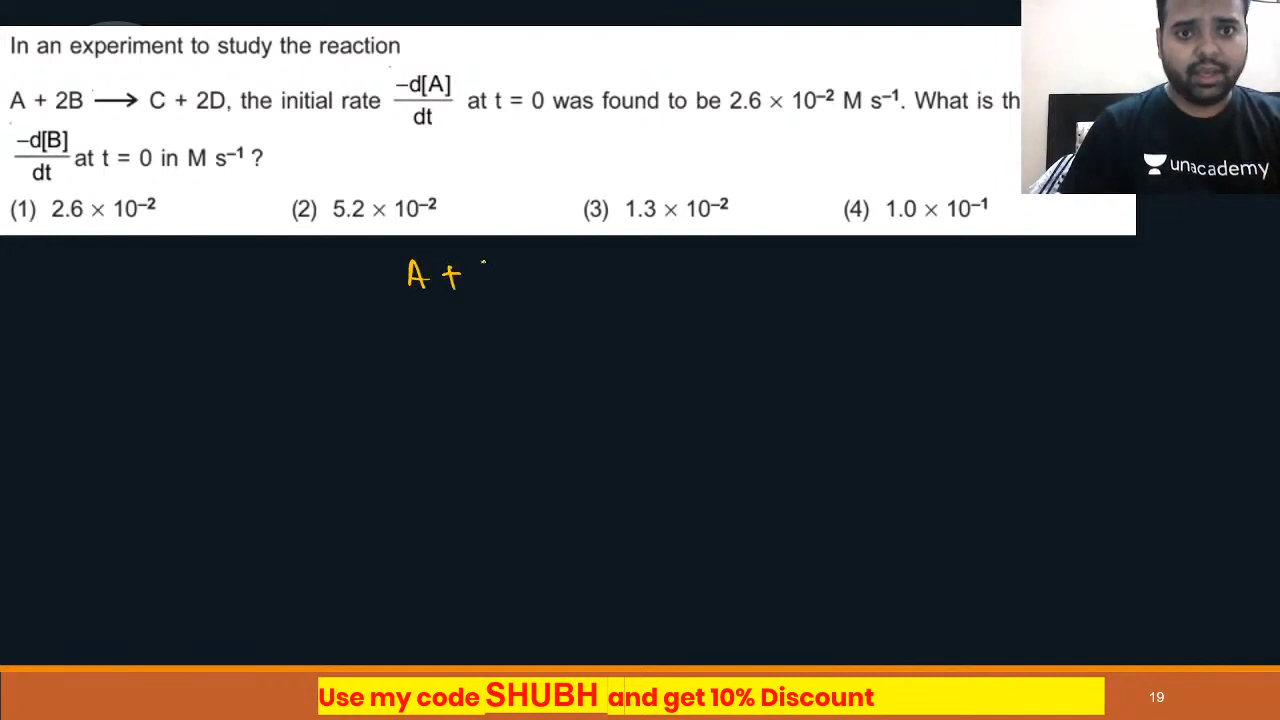 In an experiment to study the reaction
A + 2B ⟶ C + 2D, the initial rate –d[A]/dt at t = 0 was found to be 2.6 × 10⁻² M s⁻¹. What is
–d[B]/dt at t = 0 in M s⁻¹ ?
(1) 2.6 × 10⁻² (2) 5.2 × 10⁻² (3) 1.3 × 10⁻² (4) 1.0 × 10⁻¹
unacademy
A +
Use my code SHUBH and get 10% Discount
19